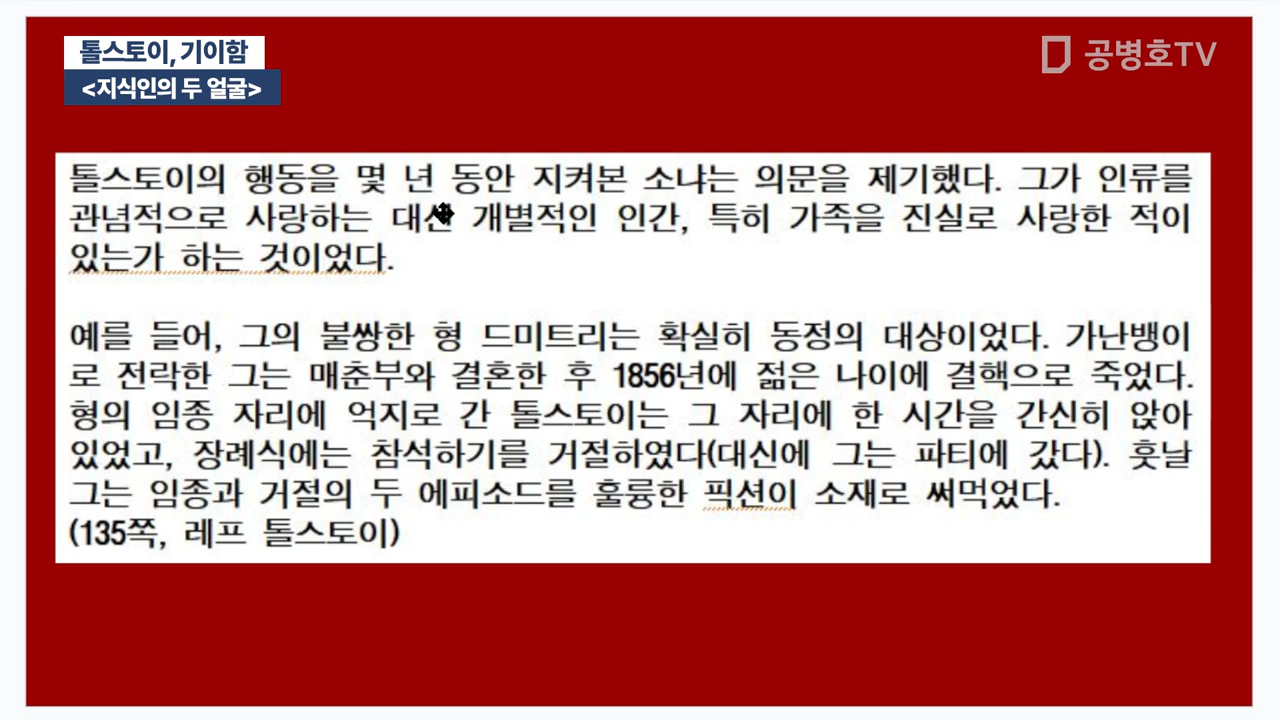 톨스토이, 기이함
<지식인의 두 얼굴>
공병호TV
톨스토이의 행동을 몇 년 동안 지켜본 소냐는 의문을 제기했다. 그가 인류를
관념적으로 사랑하는 대신 개별적인 인간, 특히 가족을 진실로 사랑한 적이
있는가 하는 것이었다.
예를 들어, 그의 불쌍한 형 드미트리는 확실히 동정의 대상이었다. 가난뱅이
로 전락한 그는 매춘부와 결혼한 후 1856년에 젊은 나이에 결핵으로 죽었다.
형의 임종 자리에 억지로 간 톨스토이는 그 자리에 한 시간을 간신히 앉아
있었고, 장례식에는 참석하기를 거절하였다(대신에 그는 파티에 갔다). 훗날
그는 임종과 거절의 두 에피소드를 훌륭한 픽션이 소재로 써먹었다.
(135쪽, 레프 톨스토이)